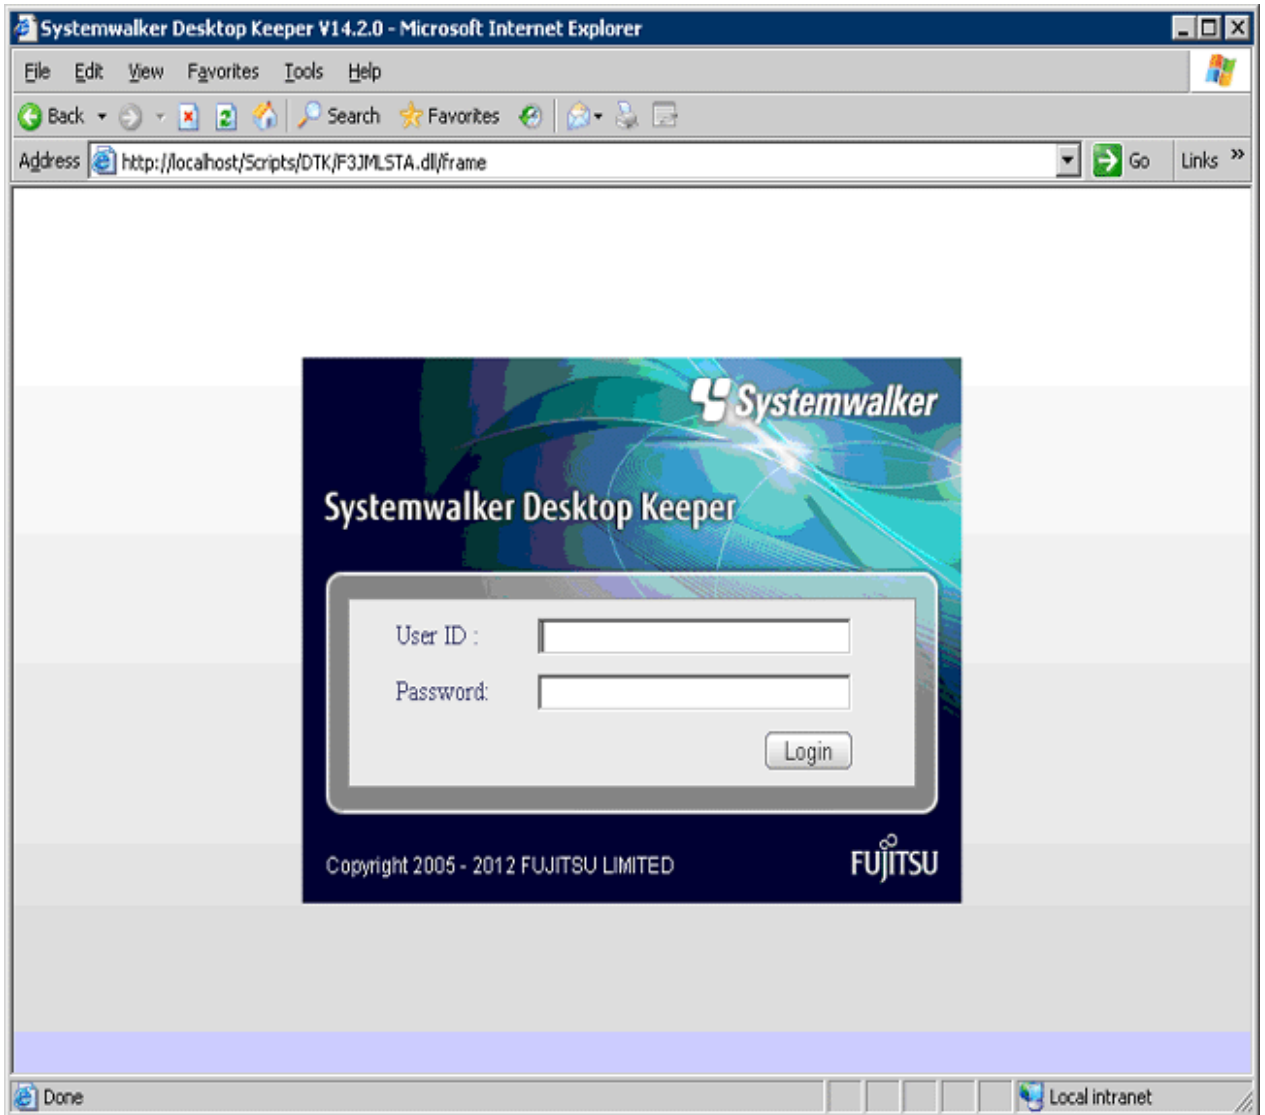 Systemwalker Desktop Keeper V14.2.0 - Microsoft Internet Explorer
File Edit View Favorites Tools Help
Back Search Favorites
Address http://localhost/Scripts/DTK/F3JMLSTA.dll/frame Go Links »
Systemwalker
Systemwalker Desktop Keeper
User ID :
Password:
Login
Copyright 2005 - 2012 FUJITSU LIMITED
FUJITSU
Done Local intranet